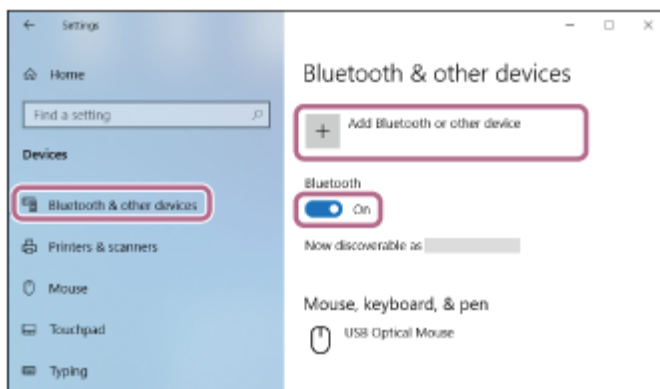 Settings
Home
Find a setting
Devices
Bluetooth & other devices
Printers & scanners
Mouse
Touchpad
Typing
Bluetooth & other devices
Add Bluetooth or other device
Bluetooth
On
Now discoverable as
Mouse, keyboard, & pen
USB Optical Mouse